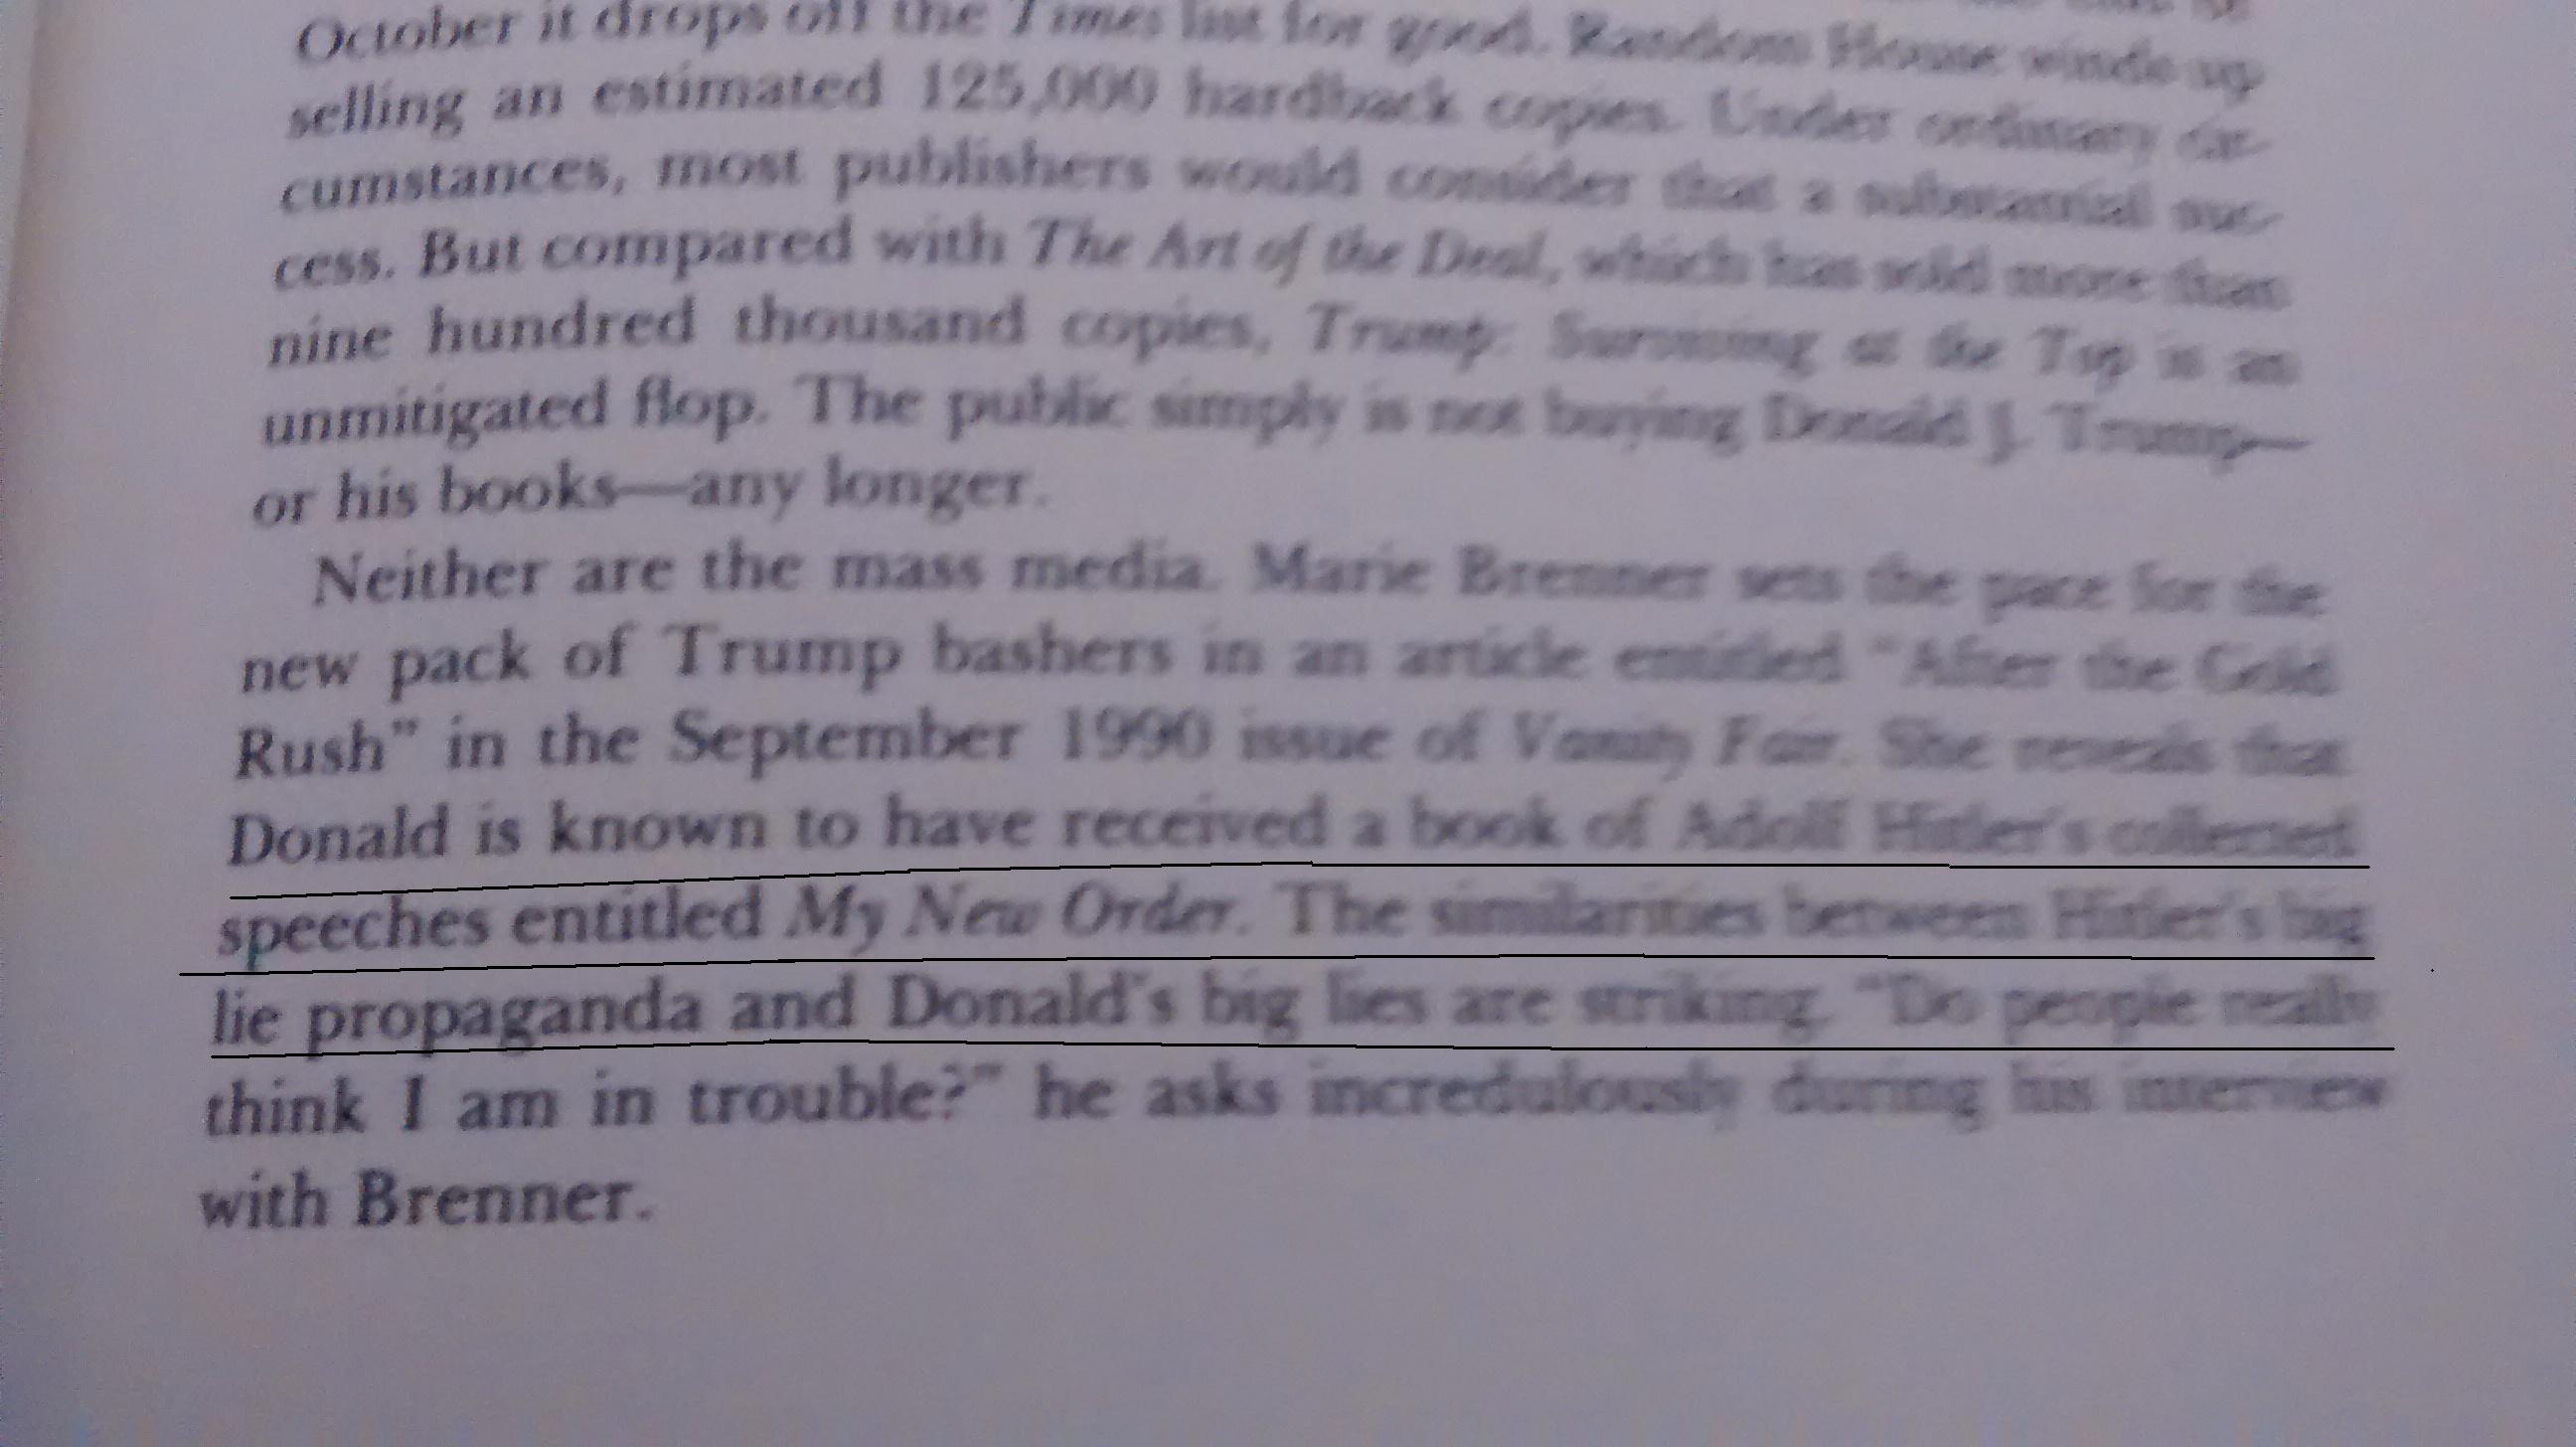 October it drops off the Times list for good. Random House winds up
selling an estimated 125,000 hardback copies. Under ordinary cir-
cumstances, most publishers would consider that a substantial suc-
cess. But compared with The Art of the Deal, which has sold more than
nine hundred thousand copies, Trump: Surviving at the Top is an
unmitigated flop. The public simply is not buying Donald J. Trump—
or his books—any longer.
Neither are the mass media. Marie Brenner sets the pace for the
new pack of Trump bashers in an article entitled "After the Gold
Rush" in the September 1990 issue of Vanity Fair. She reveals that
Donald is known to have received a book of Adolf Hitler's collected
speeches entitled My New Order. The similarities between Hitler's big
lie propaganda and Donald's big lies are striking. "Do people really
think I am in trouble?" he asks incredulously during his interview
with Brenner.